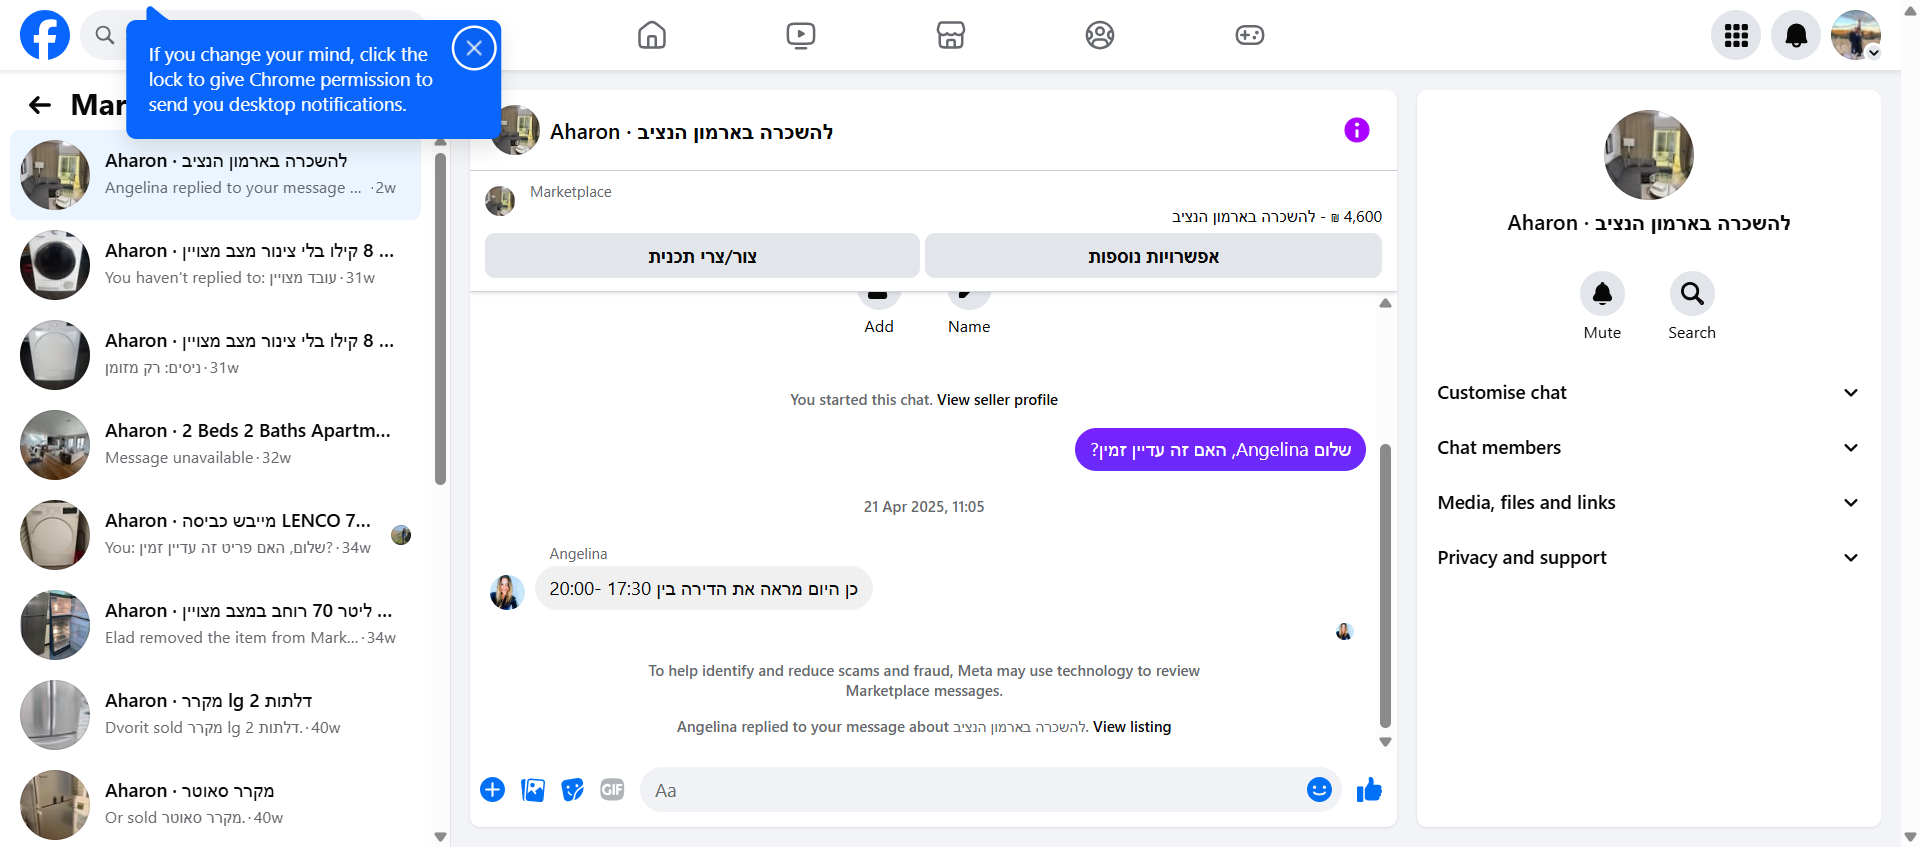 If you change your mind, click the
lock to give Chrome permission to
send you desktop notifications.
Mar
Aharon · להשכרה בארמון הנציב
Angelina replied to your message ... · 2w
Aharon · 8 קילו בלי צינור מצב מצויין ...
You haven't replied to: עובד מצויין · 31w
Aharon · 8 קילו בלי צינור מצב מצויין ...
ניסים: רק מזומן · 31w
Aharon · 2 Beds 2 Baths Apartm...
Message unavailable · 32w
Aharon · מייבש כביסה LENCO 7...
You: שלום, האם פריט זה עדיין זמין? · 34w
Aharon · ליטר 70 רוחב במצב מצויין ...
Elad removed the item from Mark... · 34w
Aharon · מקרר lg 2 דלתות
Dvorit sold מקרר lg 2 דלתות. · 40w
Aharon · מקרר סאוטר
Or sold מקרר סאוטר. · 40w
Aharon · להשכרה בארמון הנציב
Marketplace
4,600 ₪ - להשכרה בארמון הנציב
צור/צרי תכנית
אפשרויות נוספות
Add
Name
You started this chat. View seller profile
שלום Angelina, האם זה עדיין זמין?
21 Apr 2025, 11:05
Angelina
כן היום מראה את הדירה בין 17:30 -20:00
To help identify and reduce scams and fraud, Meta may use technology to review
Marketplace messages.
Angelina replied to your message about להשכרה בארמון הנציב. View listing
GIF
Aa
Aharon · להשכרה בארמון הנציב
Mute
Search
Customise chat
Chat members
Media, files and links
Privacy and support